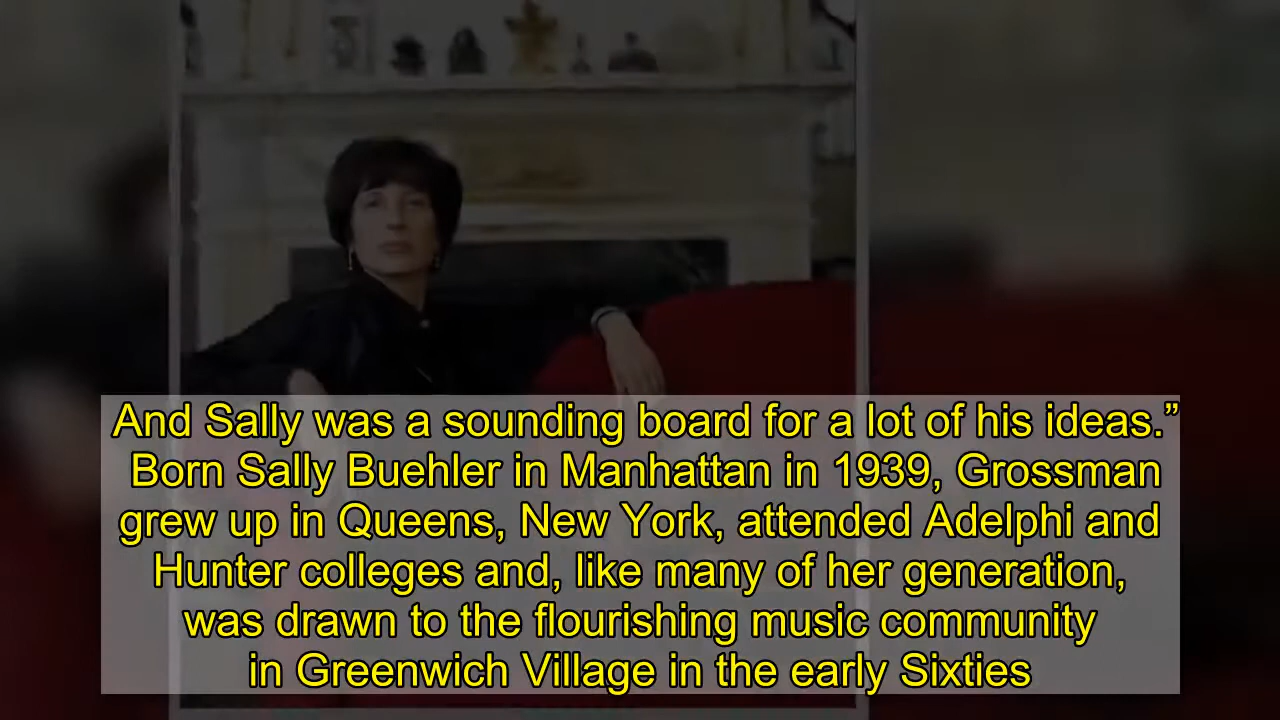 And Sally was a sounding board for a lot of his ideas.”
Born Sally Buehler in Manhattan in 1939, Grossman
grew up in Queens, New York, attended Adelphi and
Hunter colleges and, like many of her generation,
was drawn to the flourishing music community
in Greenwich Village in the early Sixties